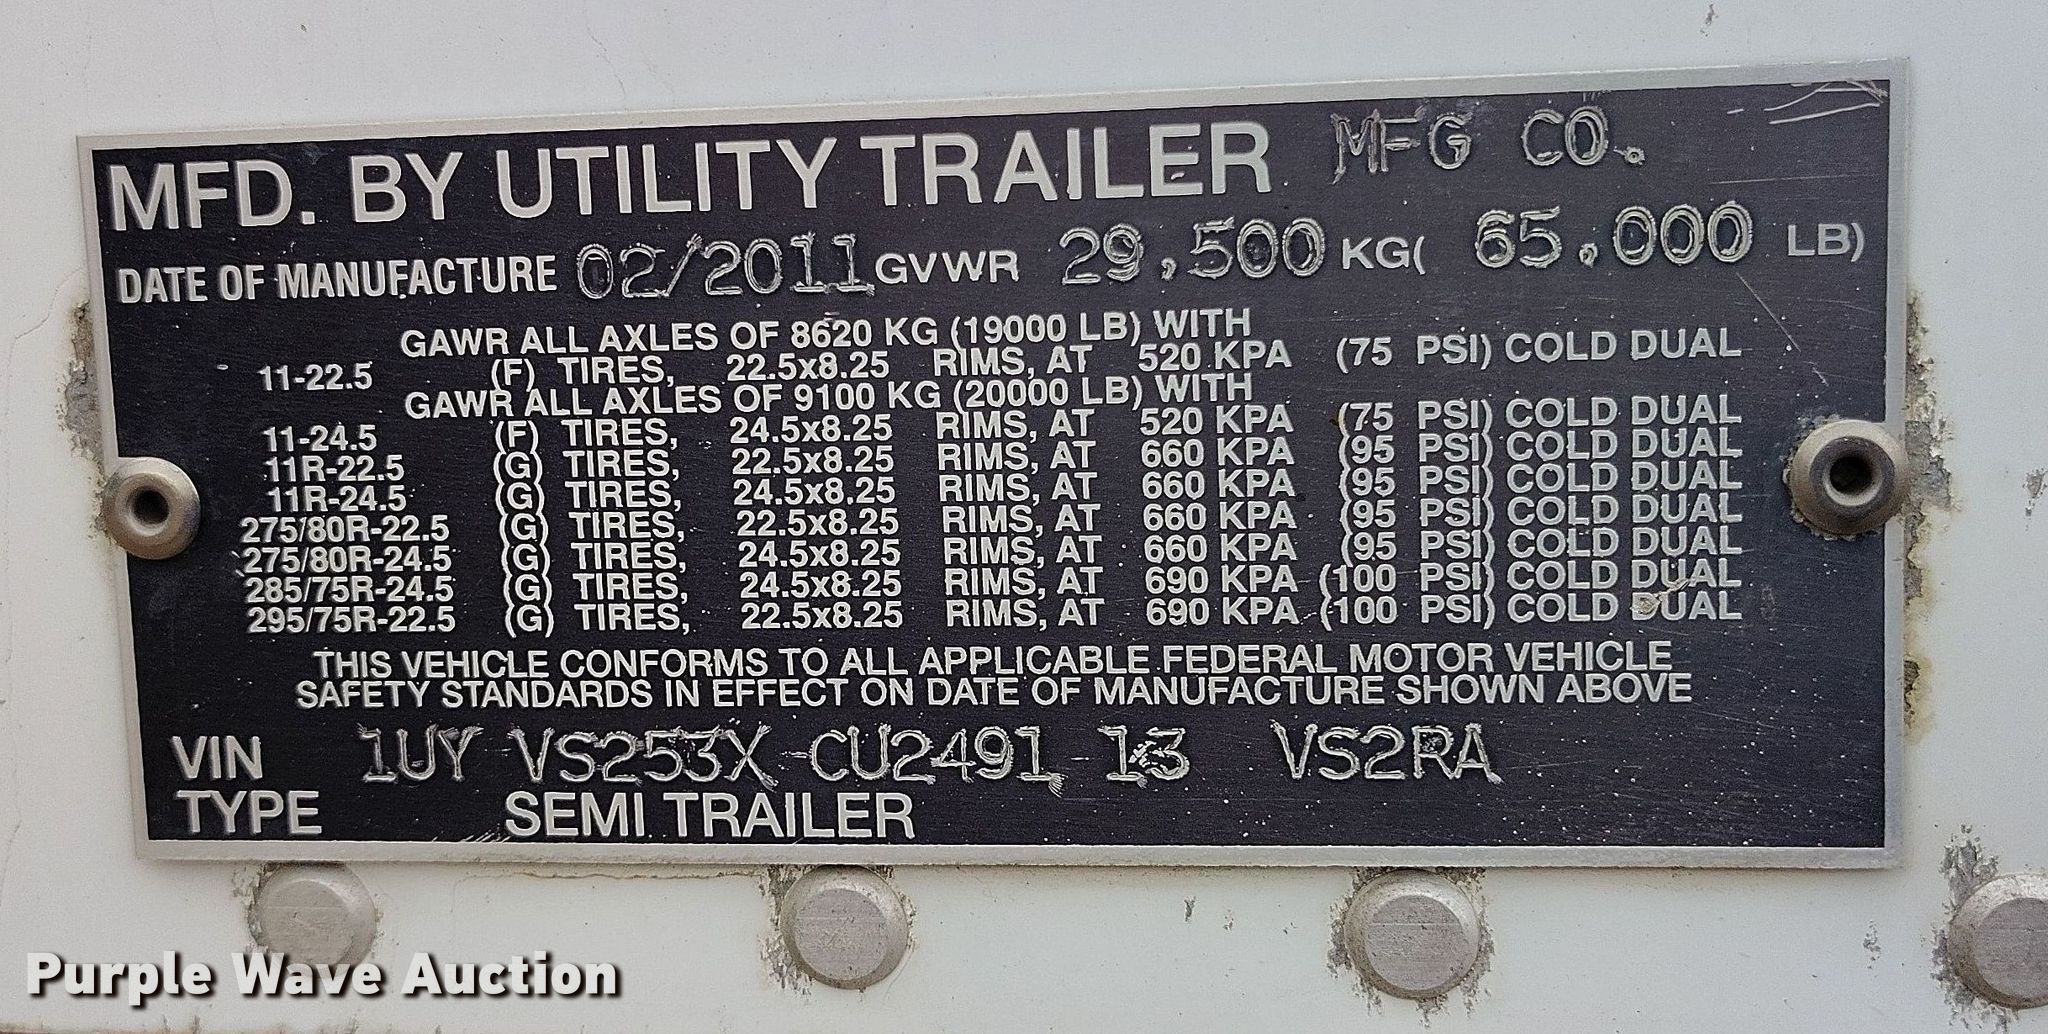 MFD. BY UTILITY TRAILER MFG CO.
DATE OF MANUFACTURE 02/2011 GVWR 29,500 KG( 65,000 LB)
GAWR ALL AXLES OF 8620 KG (19000 LB) WITH
11-22.5 (F) TIRES, 22.5x8.25 RIMS, AT 520 KPA (75 PSI) COLD DUAL
GAWR ALL AXLES OF 9100 KG (20000 LB) WITH
11-24.5 (F) TIRES, 24.5x8.25 RIMS, AT 520 KPA (75 PSI) COLD DUAL
11R-22.5 (G) TIRES, 22.5x8.25 RIMS, AT 660 KPA (95 PSI) COLD DUAL
11R-24.5 (G) TIRES, 24.5x8.25 RIMS, AT 660 KPA (95 PSI) COLD DUAL
275/80R-22.5 (G) TIRES, 22.5x8.25 RIMS, AT 660 KPA (95 PSI) COLD DUAL
275/80R-24.5 (G) TIRES, 24.5x8.25 RIMS, AT 660 KPA (95 PSI) COLD DUAL
285/75R-24.5 (G) TIRES, 24.5x8.25 RIMS, AT 690 KPA (100 PSI) COLD DUAL
295/75R-22.5 (G) TIRES, 22.5x8.25 RIMS, AT 690 KPA (100 PSI) COLD DUAL
THIS VEHICLE CONFORMS TO ALL APPLICABLE FEDERAL MOTOR VEHICLE
SAFETY STANDARDS IN EFFECT ON DATE OF MANUFACTURE SHOWN ABOVE
VIN 1UY VS253X CU2491 13 VS2RA
TYPE SEMI TRAILER
Purple Wave Auction